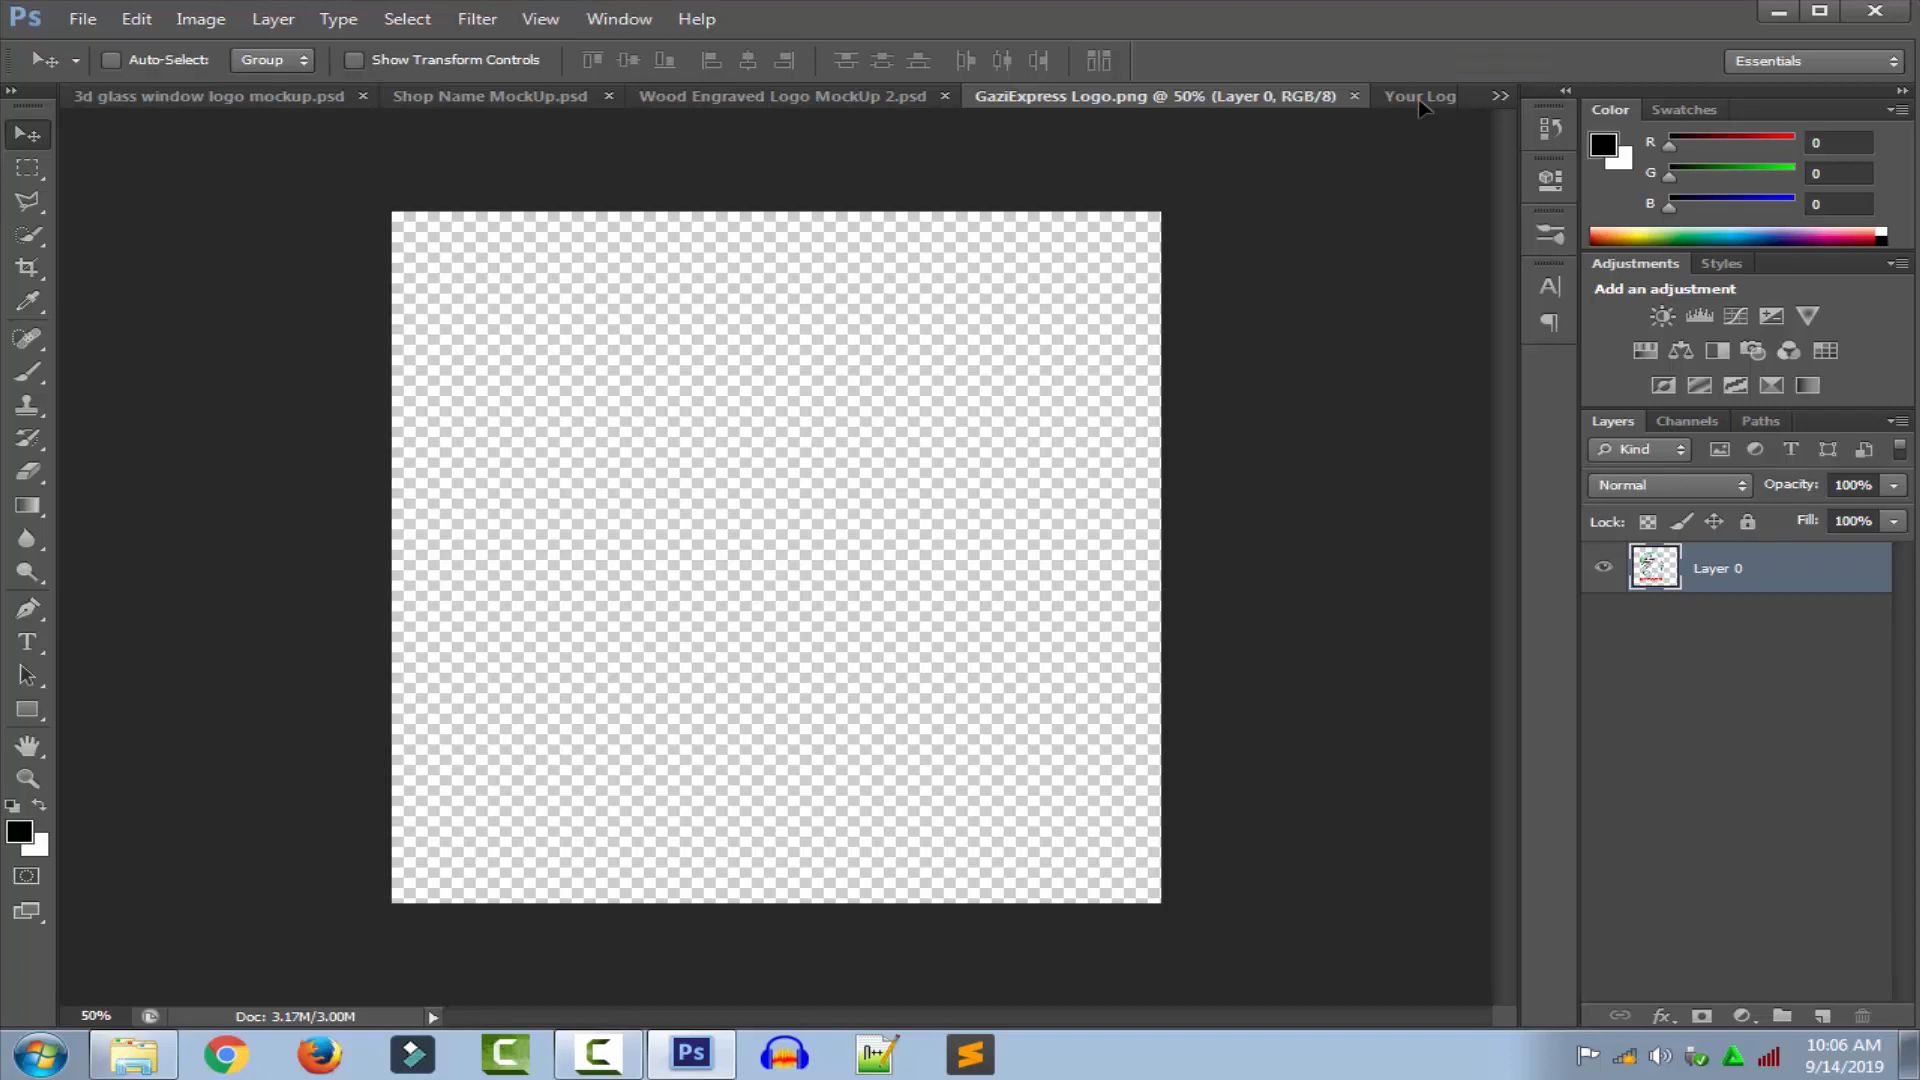 Ps File Edit Image Layer Type Select Filter View Window Help
Auto-Select: Group Show Transform Controls Essentials
3d glass window logo mockup.psd × Shop Name MockUp.psd × Wood Engraved Logo MockUp 2.psd × GaziExpress Logo.png @ 50% (Layer 0, RGB/8) × Your Log >>
Color Swatches
R 0
G 0
B 0
Adjustments Styles
Add an adjustment
Layers Channels Paths
Kind
Normal Opacity: 100%
Lock: Fill: 100%
Layer 0
50% Doc: 3.17M/3.00M
fx
Ps
10:06 AM
9/14/2019